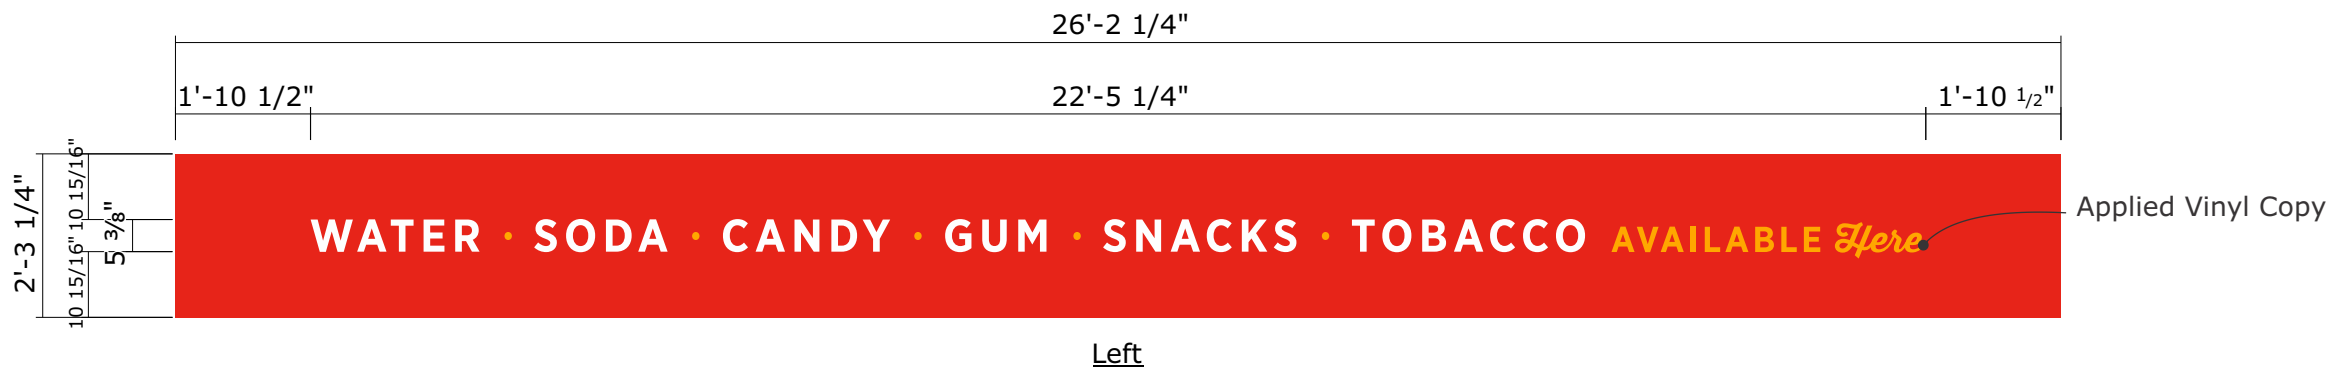 26'-2 1/4"
1'-10 1/2" 22'-5 1/4" 1'-10 1/2"
2'-3 1/4"
10 15/16"
5 3/8"
10 15/16"
WATER • SODA • CANDY • GUM • SNACKS • TOBACCO AVAILABLE Here
Applied Vinyl Copy
Left